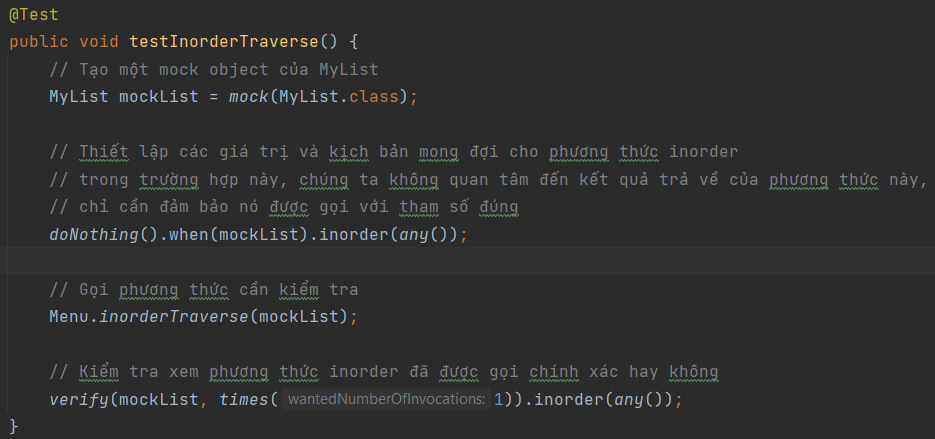 @Test
public void testInorderTraverse() {
// Tạo một mock object của MyList
MyList mockList = mock(MyList.class);
// Thiết lập các giá trị và kịch bản mong đợi cho phương thức inorder
// trong trường hợp này, chúng ta không quan tâm đến kết quả trả về của phương thức này,
// chỉ cần đảm bảo nó được gọi với tham số đúng
doNothing().when(mockList).inorder(any());
// Gọi phương thức cần kiểm tra
Menu.inorderTraverse(mockList);
// Kiểm tra xem phương thức inorder đã được gọi chính xác hay không
verify(mockList, times( wantedNumberOfInvocations: 1)).inorder(any());
}